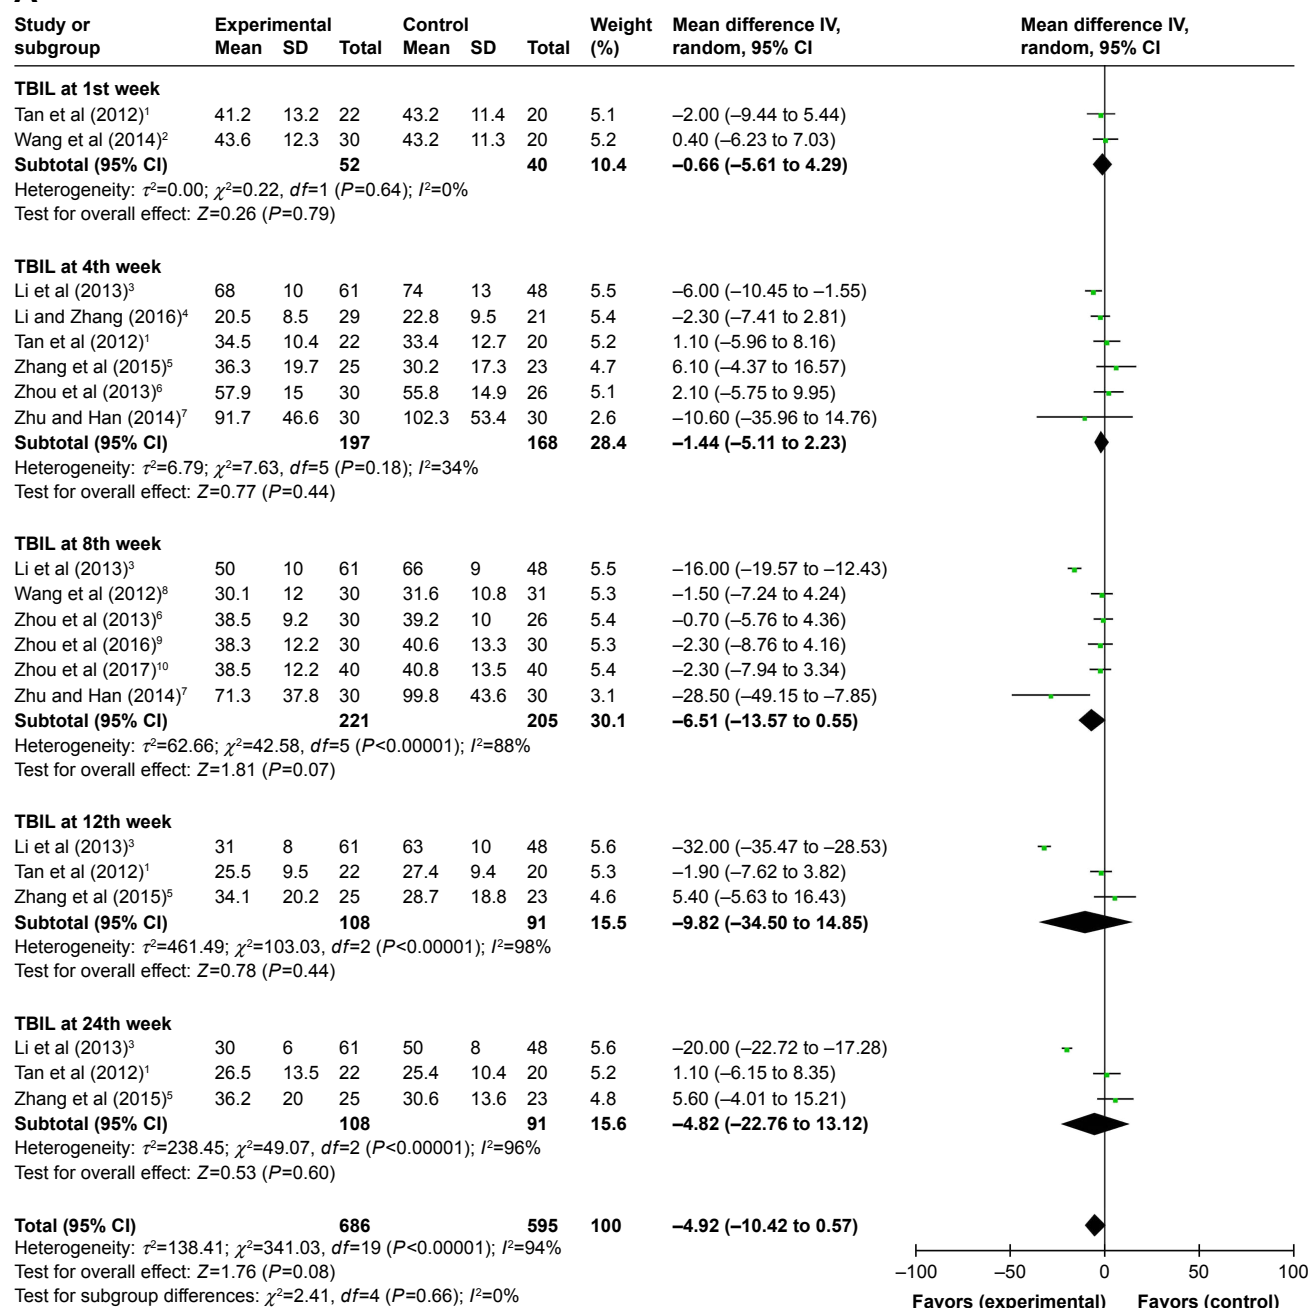 Study or Experimental Control Weight Mean difference IV, Mean difference IV,
subgroup Mean SD Total Mean SD Total (%) random, 95% CI random, 95% CI
TBIL at 1st week
Tan et al (2012)¹ 41.2 13.2 22 43.2 11.4 20 5.1 −2.00 (−9.44 to 5.44)
Wang et al (2014)² 43.6 12.3 30 43.2 11.3 20 5.2 0.40 (−6.23 to 7.03)
Subtotal (95% CI) 52 40 10.4 −0.66 (−5.61 to 4.29)
Heterogeneity: τ²=0.00; χ²=0.22, df=1 (P=0.64); I²=0%
Test for overall effect: Z=0.26 (P=0.79)
TBIL at 4th week
Li et al (2013)³ 68 10 61 74 13 48 5.5 −6.00 (−10.45 to −1.55)
Li and Zhang (2016)⁴ 20.5 8.5 29 22.8 9.5 21 5.4 −2.30 (−7.41 to 2.81)
Tan et al (2012)¹ 34.5 10.4 22 33.4 12.7 20 5.2 1.10 (−5.96 to 8.16)
Zhang et al (2015)⁵ 36.3 19.7 25 30.2 17.3 23 4.7 6.10 (−4.37 to 16.57)
Zhou et al (2013)⁶ 57.9 15 30 55.8 14.9 26 5.1 2.10 (−5.75 to 9.95)
Zhu and Han (2014)⁷ 91.7 46.6 30 102.3 53.4 30 2.6 −10.60 (−35.96 to 14.76)
Subtotal (95% CI) 197 168 28.4 −1.44 (−5.11 to 2.23)
Heterogeneity: τ²=6.79; χ²=7.63, df=5 (P=0.18); I²=34%
Test for overall effect: Z=0.77 (P=0.44)
TBIL at 8th week
Li et al (2013)³ 50 10 61 66 9 48 5.5 −16.00 (−19.57 to −12.43)
Wang et al (2012)⁸ 30.1 12 30 31.6 10.8 31 5.3 −1.50 (−7.24 to 4.24)
Zhou et al (2013)⁶ 38.5 9.2 30 39.2 10 26 5.4 −0.70 (−5.76 to 4.36)
Zhou et al (2016)⁹ 38.3 12.2 30 40.6 13.3 30 5.3 −2.30 (−8.76 to 4.16)
Zhou et al (2017)¹⁰ 38.5 12.2 40 40.8 13.5 40 5.4 −2.30 (−7.94 to 3.34)
Zhu and Han (2014)⁷ 71.3 37.8 30 99.8 43.6 30 3.1 −28.50 (−49.15 to −7.85)
Subtotal (95% CI) 221 205 30.1 −6.51 (−13.57 to 0.55)
Heterogeneity: τ²=62.66; χ²=42.58, df=5 (P<0.00001); I²=88%
Test for overall effect: Z=1.81 (P=0.07)
TBIL at 12th week
Li et al (2013)³ 31 8 61 63 10 48 5.6 −32.00 (−35.47 to −28.53)
Tan et al (2012)¹ 25.5 9.5 22 27.4 9.4 20 5.3 −1.90 (−7.62 to 3.82)
Zhang et al (2015)⁵ 34.1 20.2 25 28.7 18.8 23 4.6 5.40 (−5.63 to 16.43)
Subtotal (95% CI) 108 91 15.5 −9.82 (−34.50 to 14.85)
Heterogeneity: τ²=461.49; χ²=103.03, df=2 (P<0.00001); I²=98%
Test for overall effect: Z=0.78 (P=0.44)
TBIL at 24th week
Li et al (2013)³ 30 6 61 50 8 48 5.6 −20.00 (−22.72 to −17.28)
Tan et al (2012)¹ 26.5 13.5 22 25.4 10.4 20 5.2 1.10 (−6.15 to 8.35)
Zhang et al (2015)⁵ 36.2 20 25 30.6 13.6 23 4.8 5.60 (−4.01 to 15.21)
Subtotal (95% CI) 108 91 15.6 −4.82 (−22.76 to 13.12)
Heterogeneity: τ²=238.45; χ²=49.07, df=2 (P<0.00001); I²=96%
Test for overall effect: Z=0.53 (P=0.60)
Total (95% CI) 686 595 100 −4.92 (−10.42 to 0.57)
Heterogeneity: τ²=138.41; χ²=341.03, df=19 (P<0.00001); I²=94%
Test for overall effect: Z=1.76 (P=0.08) −100 −50 0 50 100
Test for subgroup differences: χ²=2.41, df=4 (P=0.66); I²=0% Favors (experimental) Favors (control)